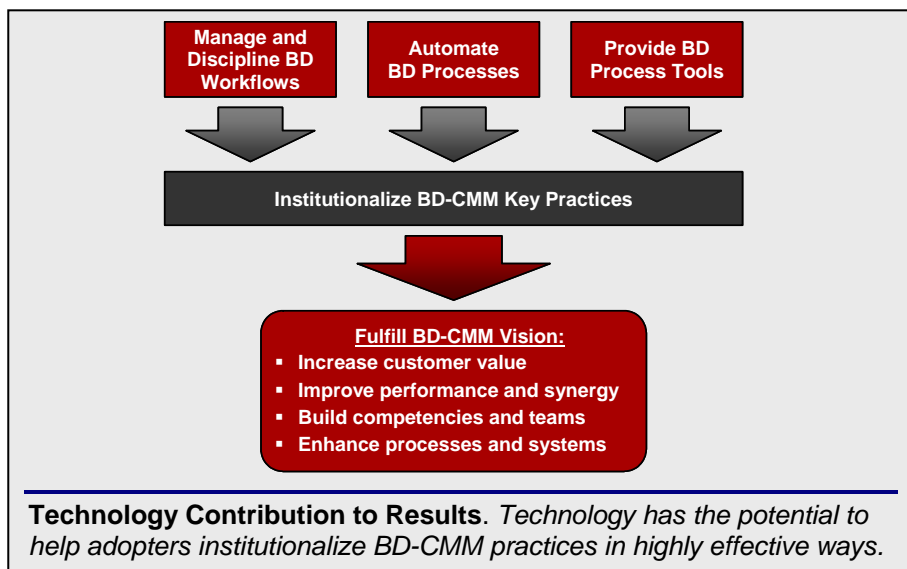 Manage and
Discipline BD
Workflows
Automate
BD Processes
Provide BD
Process Tools
Institutionalize BD-CMM Key Practices
Fulfill BD-CMM Vision:
▪ Increase customer value
▪ Improve performance and synergy
▪ Build competencies and teams
▪ Enhance processes and systems
Technology Contribution to Results. Technology has the potential to
help adopters institutionalize BD-CMM practices in highly effective ways.